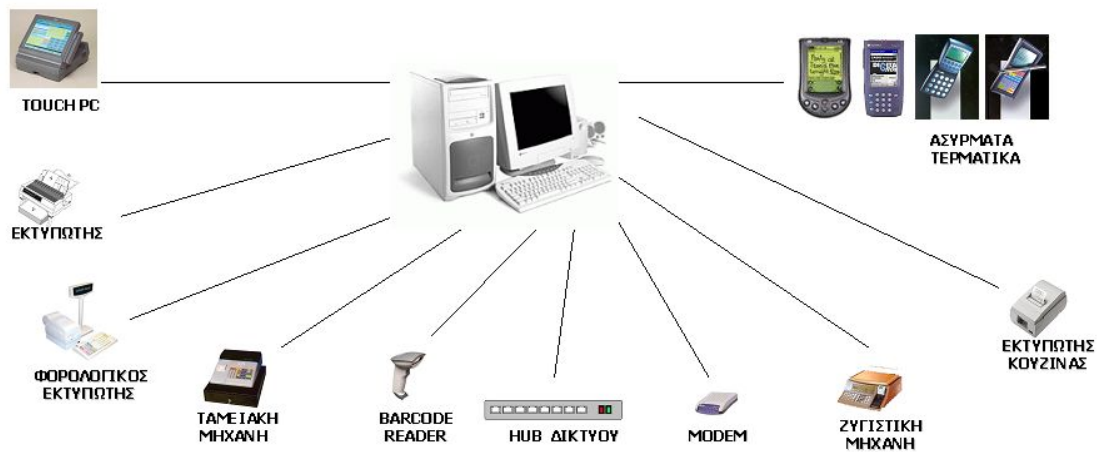 TOUCH PC
ΑΣΥΡΜΑΤΑ
ΤΕΡΜΑΤΙΚΑ
ΕΚΤΥΠΩΤΗΣ
ΦΟΡΟΛΟΓΙΚΟΣ
ΕΚΤΥΠΩΤΗΣ
ΤΑΜΕΙΑΚΗ
ΜΗΧΑΝΗ
BARCODE
READER
HUB ΔΙΚΤΥΟΥ
MODEM
ΖΥΓΙΣΤΙΚΗ
ΜΗΧΑΝΗ
ΕΚΤΥΠΩΤΗΣ
ΚΟΥΖΙΝΑΣ